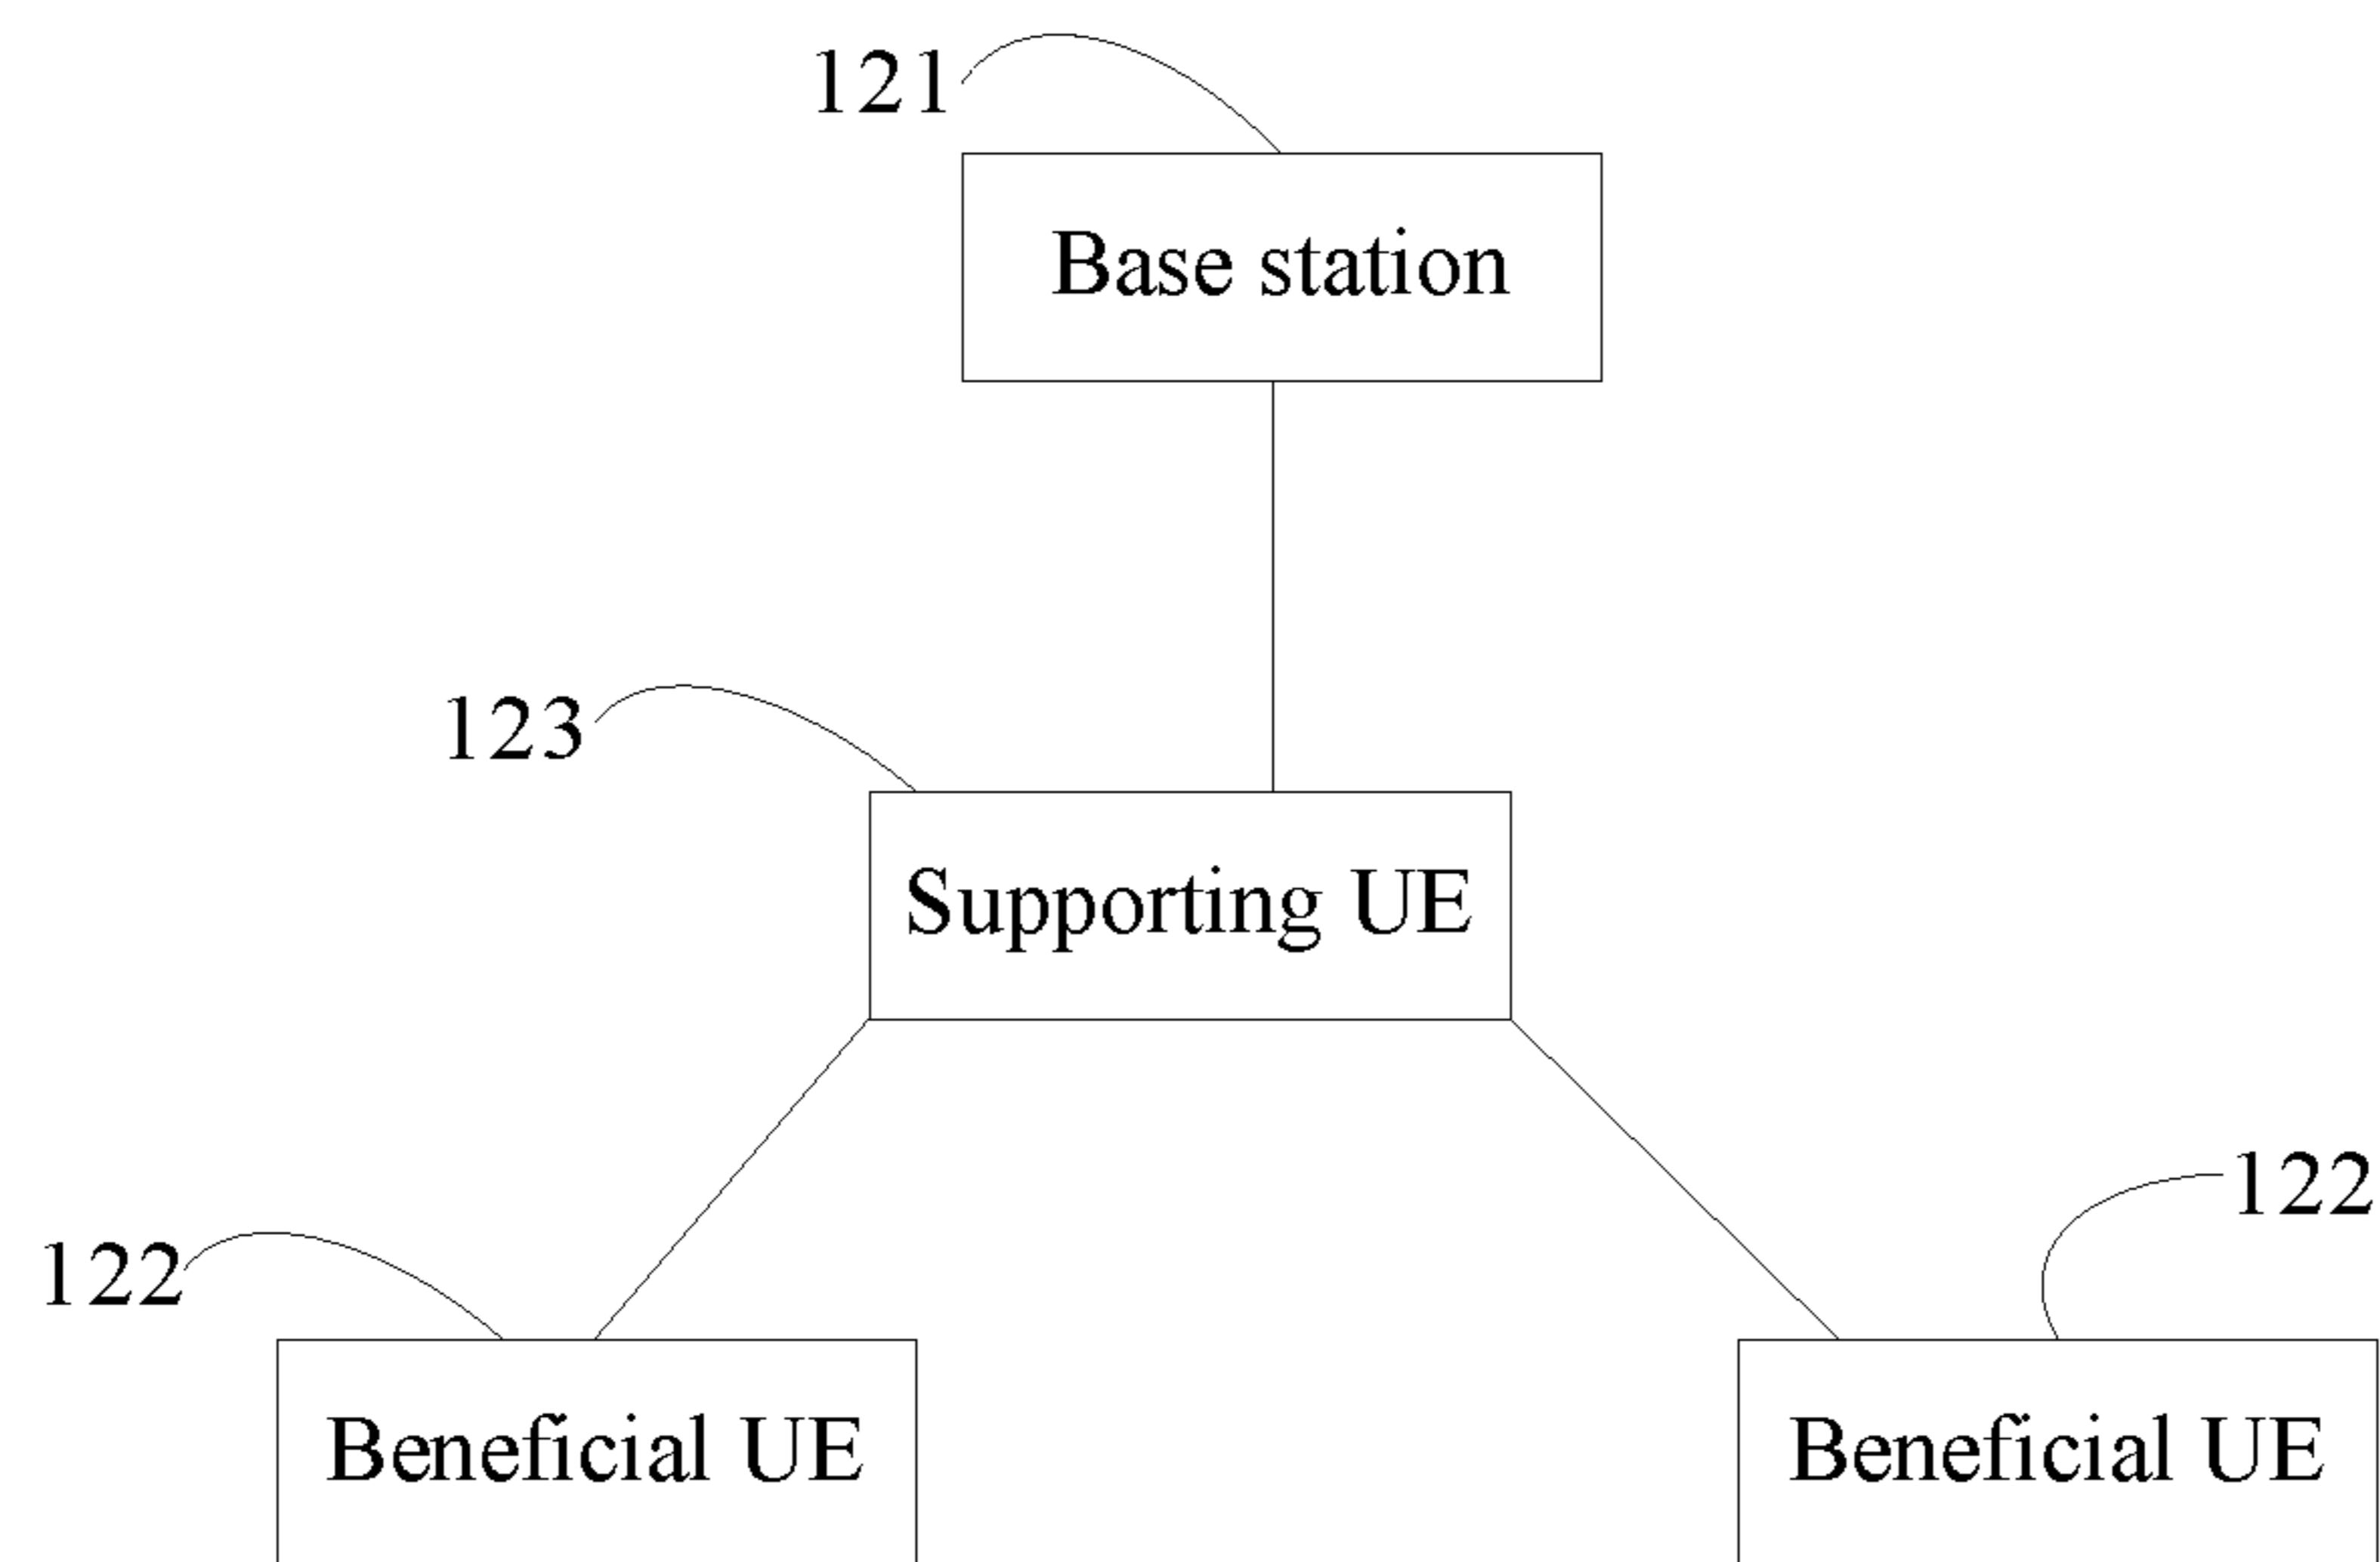 121
Base station
123
Supporting UE
122
122
Beneficial UE
Beneficial UE